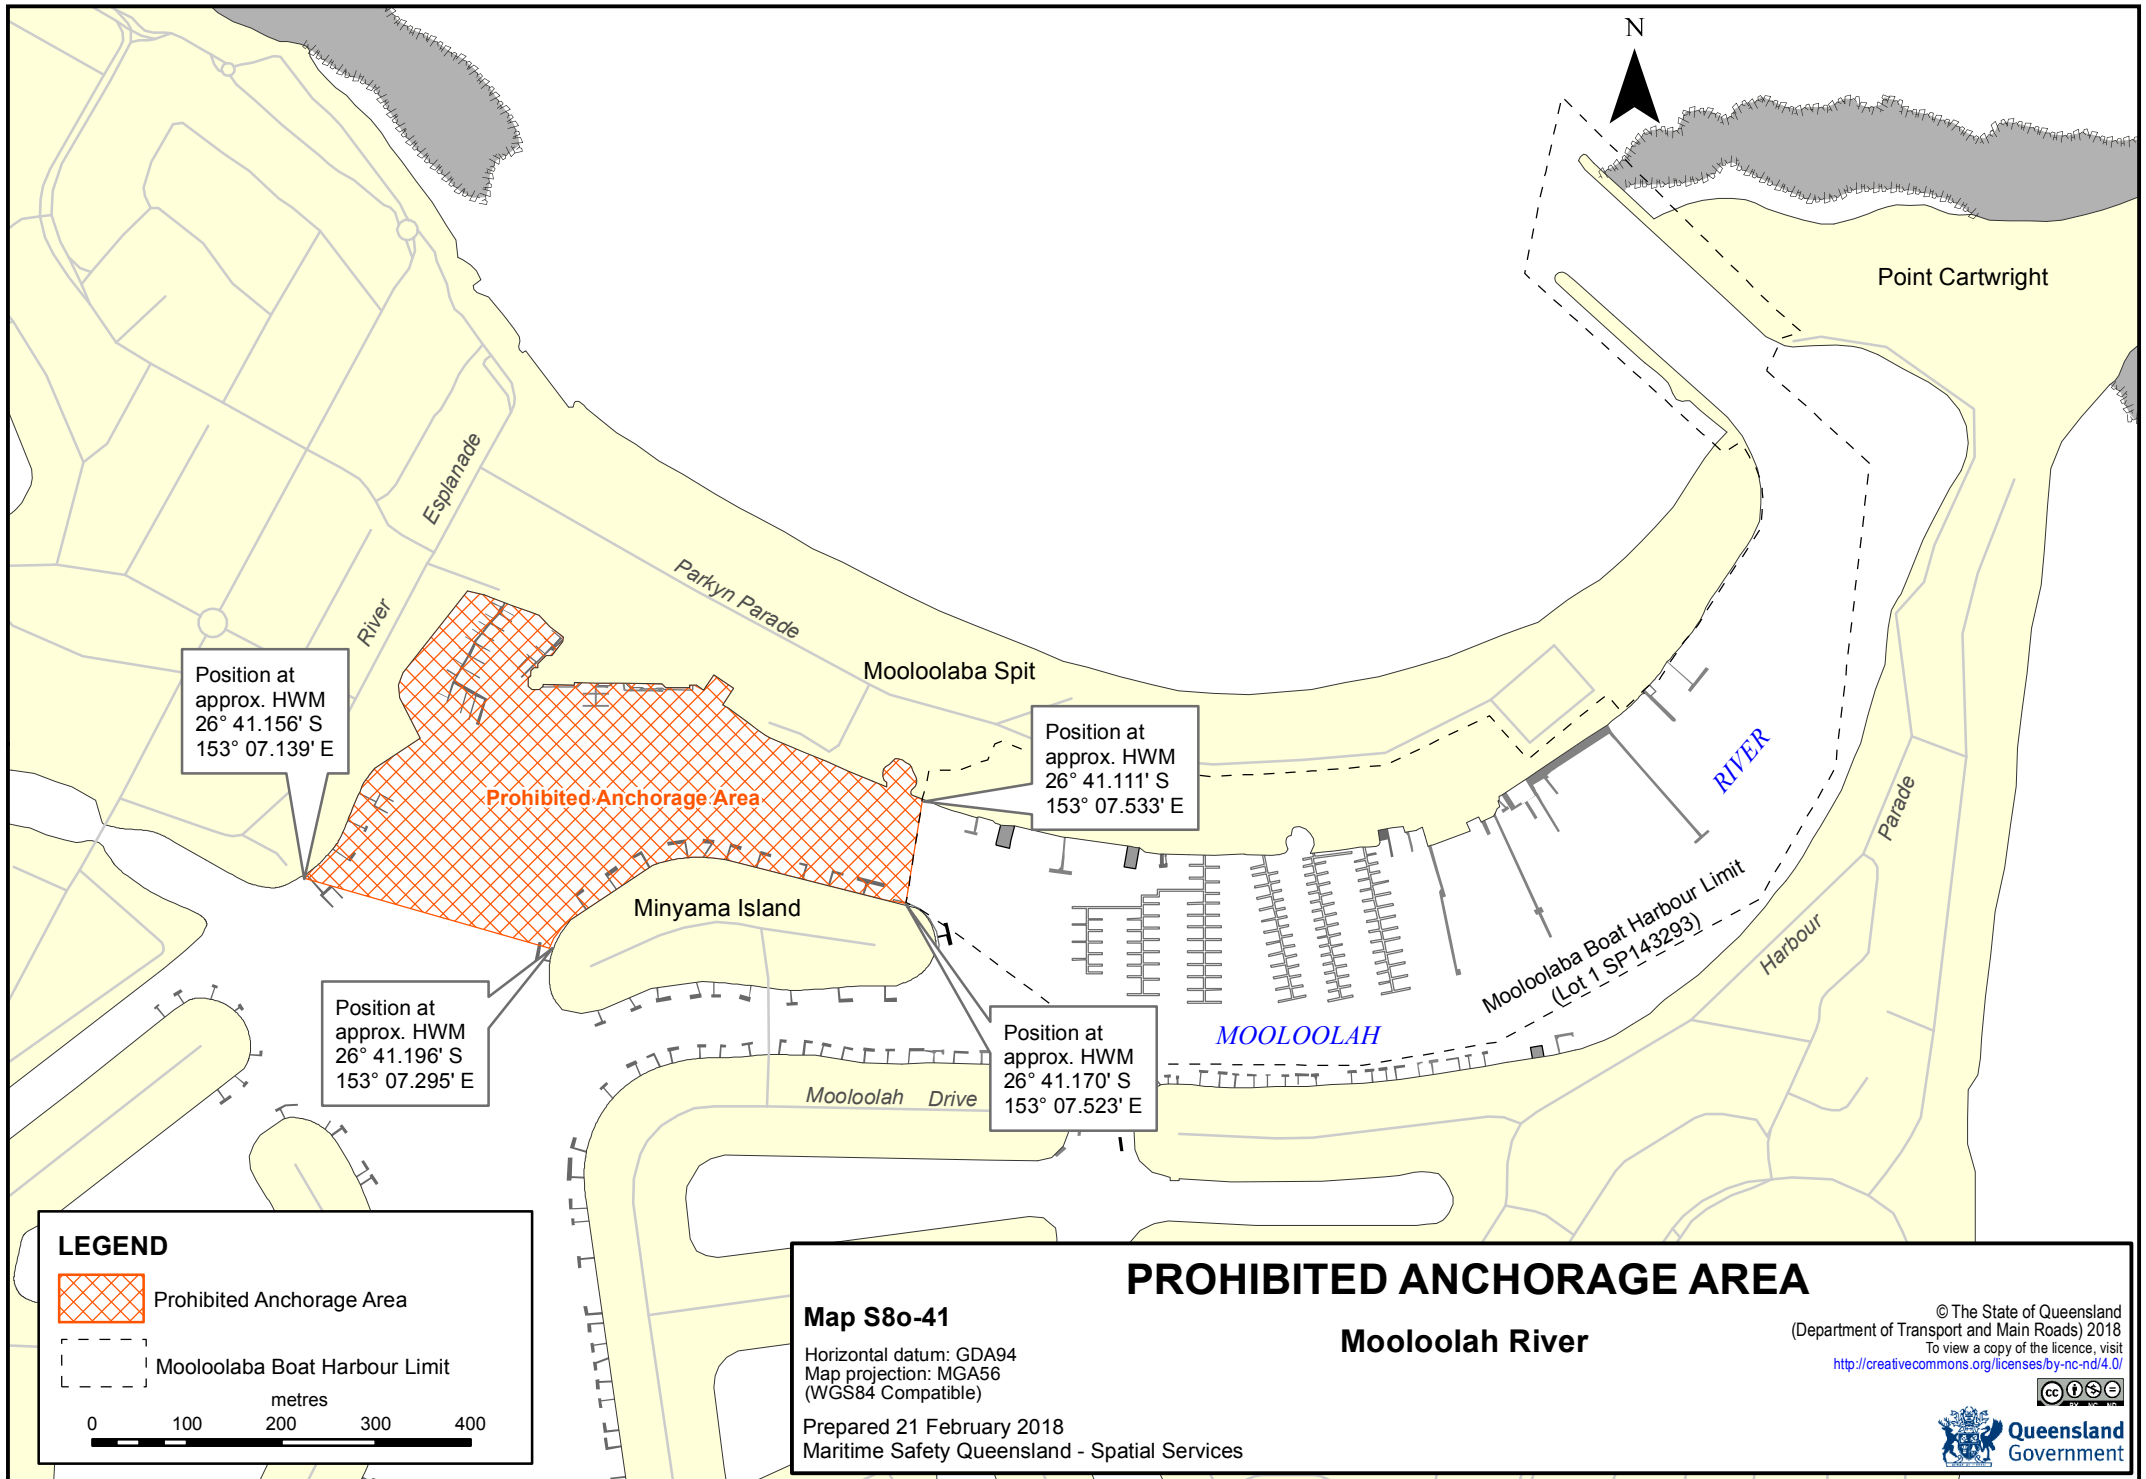 N
Point Cartwright
Esplanade
River
Parkyn Parade
Mooloolaba Spit
Position at
approx. HWM
26° 41.156' S
153° 07.139' E
Position at
approx. HWM
26° 41.111' S
153° 07.533' E
RIVER
Prohibited Anchorage Area
Parade
Harbour
Minyama Island
Mooloolaba Boat Harbour Limit
(Lot 1 SP143293)
Position at
approx. HWM
26° 41.196' S
153° 07.295' E
Position at
approx. HWM
26° 41.170' S
153° 07.523' E
MOOLOOLAH
Mooloolah Drive
LEGEND
Prohibited Anchorage Area
Mooloolaba Boat Harbour Limit
metres
0 100 200 300 400
PROHIBITED ANCHORAGE AREA
Map S8o-41
Mooloolah River
Horizontal datum: GDA94
Map projection: MGA56
(WGS84 Compatible)
Prepared 21 February 2018
Maritime Safety Queensland - Spatial Services
© The State of Queensland
(Department of Transport and Main Roads) 2018
To view a copy of the licence, visit
http://creativecommons.org/licenses/by-nc-nd/4.0/
cc
BY NC ND
Queensland
Government